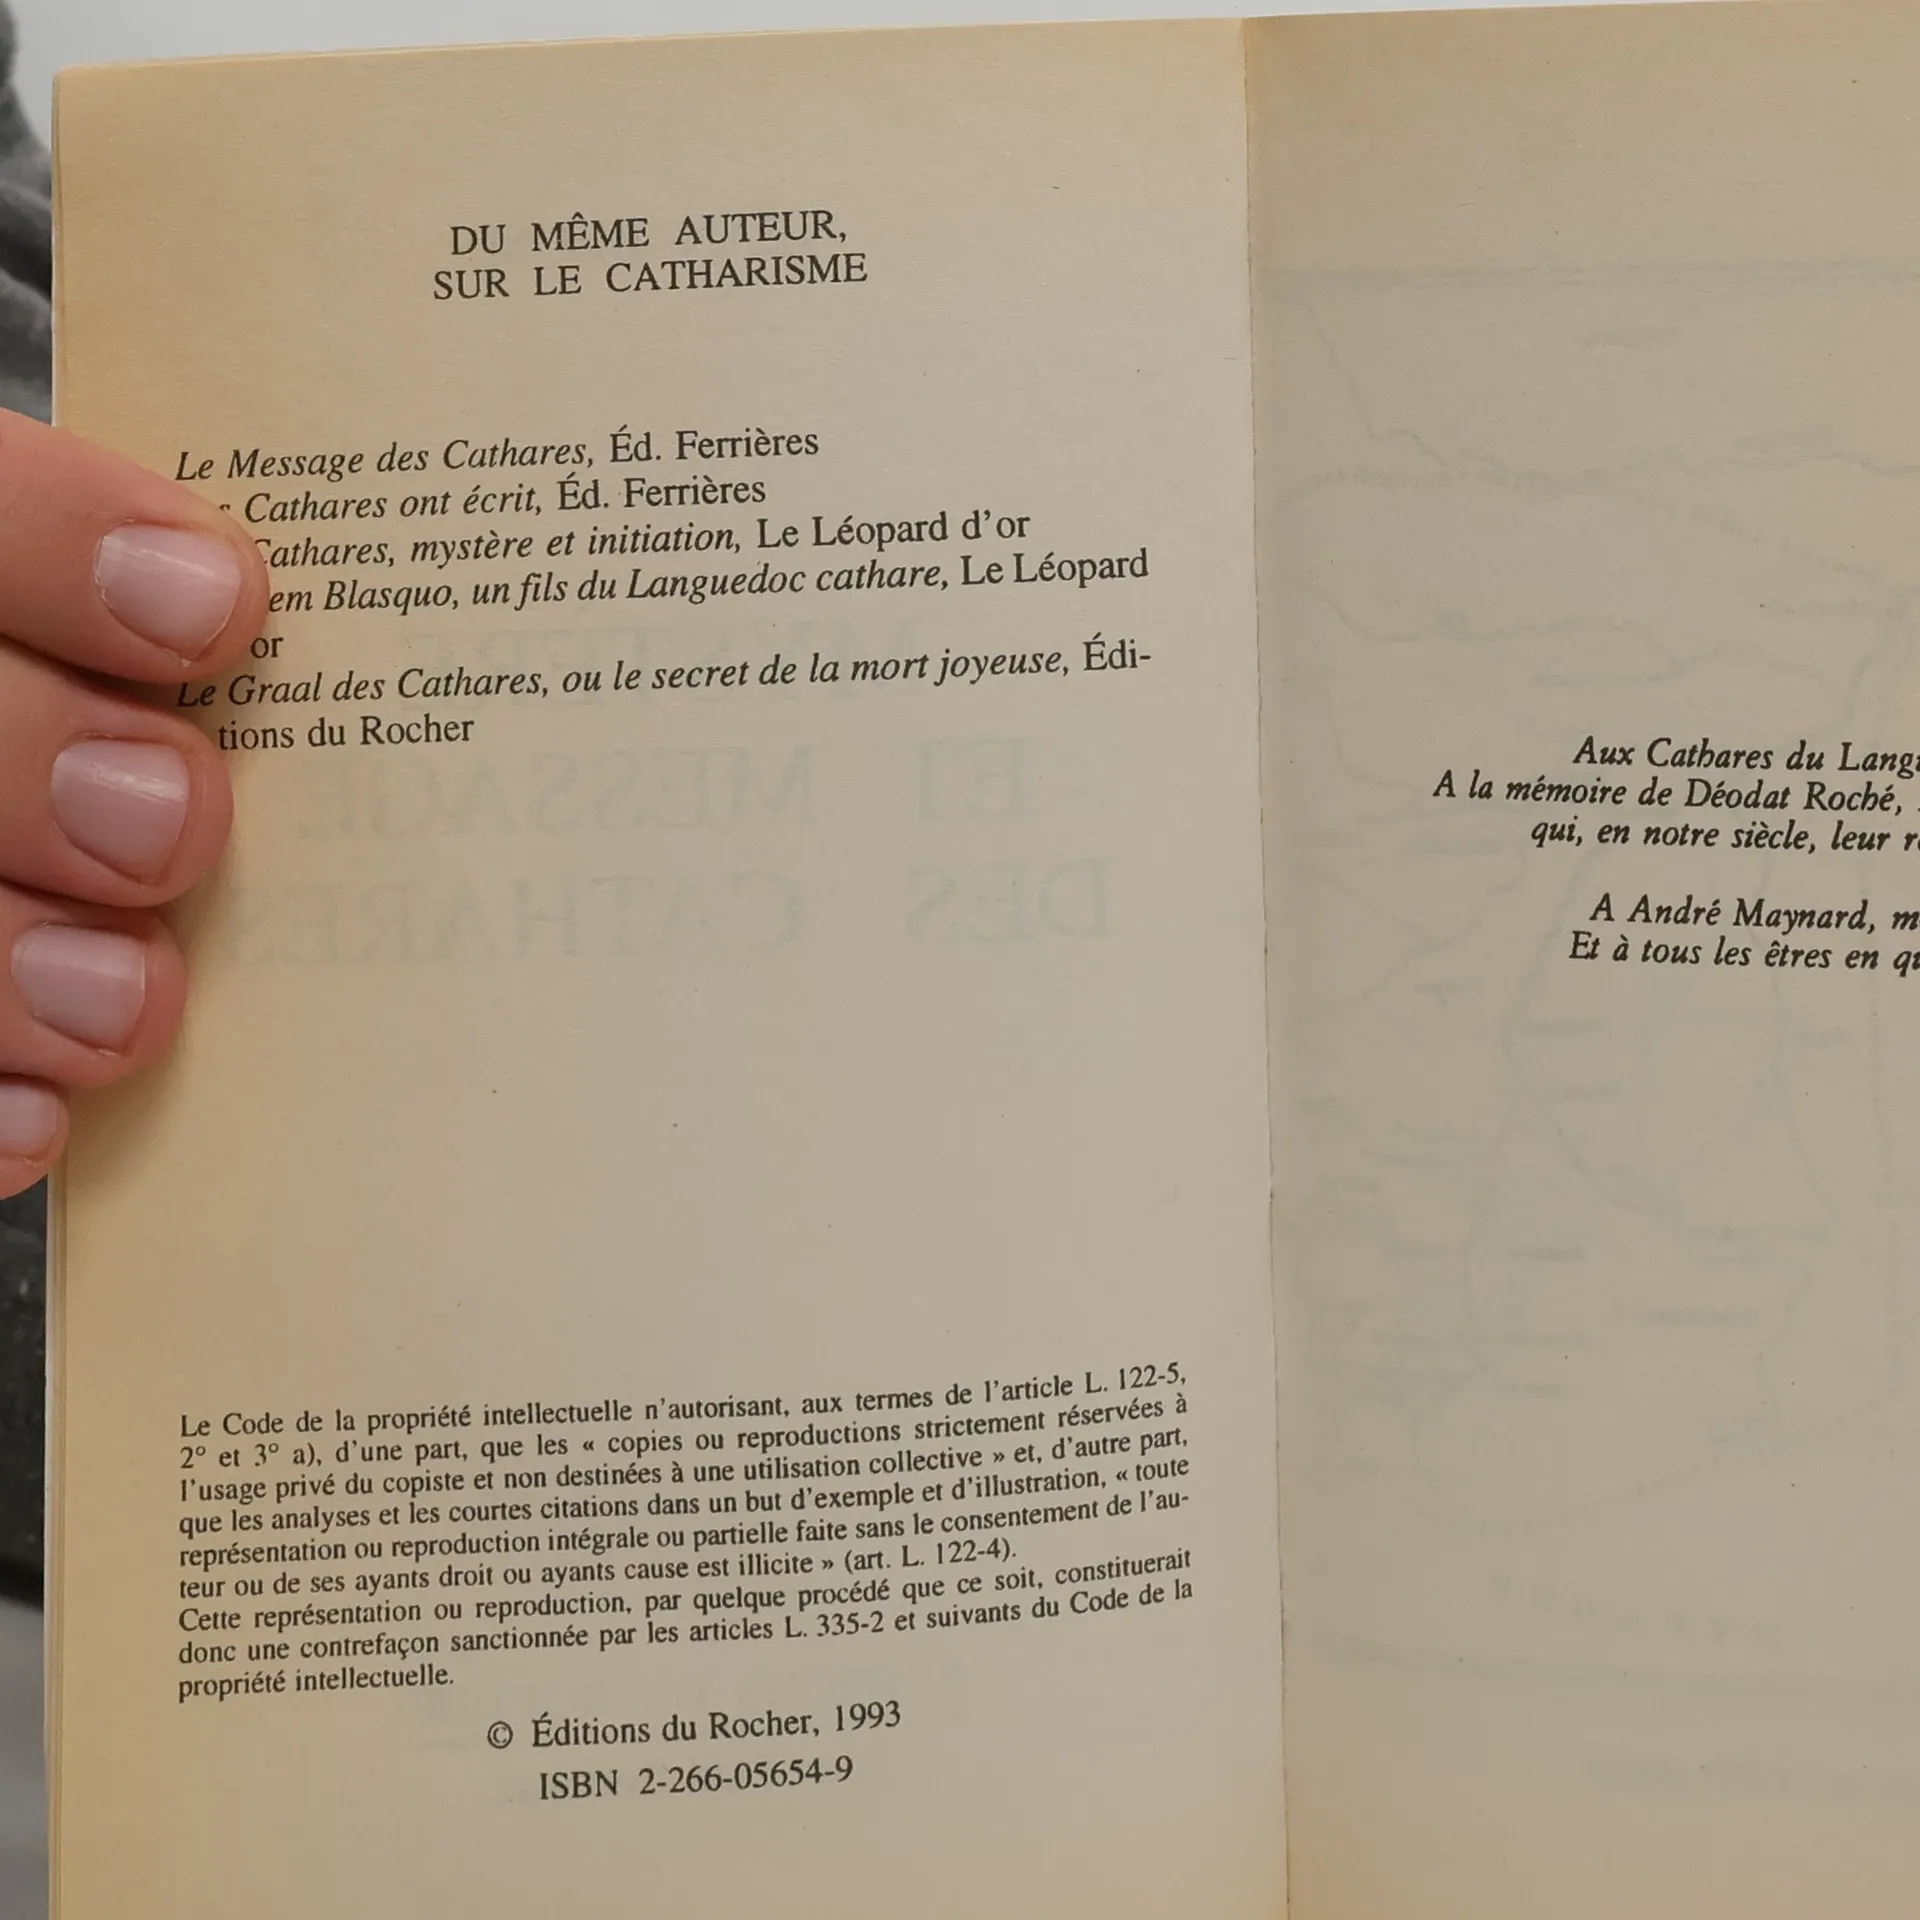 DU MÊME AUTEUR,
SUR LE CATHARISME
Le Message des Cathares, Éd. Ferrières
Cathares ont écrit, Éd. Ferrières
Cathares, mystère et initiation, Le Léopard d'or
em Blasquo, un fils du Languedoc cathare, Le Léopard
or
Le Graal des Cathares, ou le secret de la mort joyeuse, Édi-
tions du Rocher
MYSTÈRE
ET MESSAGE
DES CATHARES
Le Code de la propriété intellectuelle n'autorisant, aux termes de l'article L. 122-5,
2° et 3° a), d'une part, que les « copies ou reproductions strictement réservées à
l'usage privé du copiste et non destinées à une utilisation collective » et, d'autre part,
que les analyses et les courtes citations dans un but d'exemple et d'illustration, « toute
représentation ou reproduction intégrale ou partielle faite sans le consentement de l'au-
teur ou de ses ayants droit ou ayants cause est illicite » (art. L. 122-4).
Cette représentation ou reproduction, par quelque procédé que ce soit, constituerait
donc une contrefaçon sanctionnée par les articles L. 335-2 et suivants du Code de la
propriété intellectuelle.
© Éditions du Rocher, 1993
ISBN 2-266-05654-9
Aux Cathares du Langu
A la mémoire de Déodat Roché,
qui, en notre siècle, leur r
A André Maynard, m
Et à tous les êtres en qu